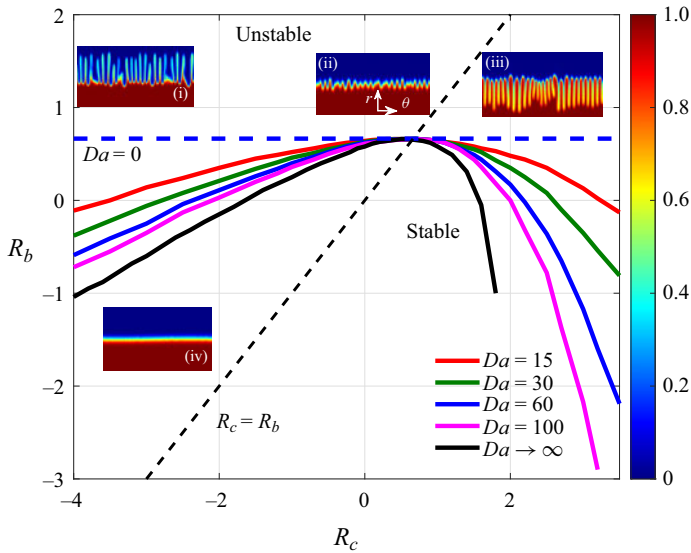 2
1
0
−1
−2
−3
R_b
−4
−2
0
2
R_c
Unstable
Stable
(i)
(ii)
r
θ
(iii)
(iv)
Da = 0
R_c = R_b
Da = 15
Da = 30
Da = 60
Da = 100
Da → ∞
1.0
0.8
0.6
0.4
0.2
0